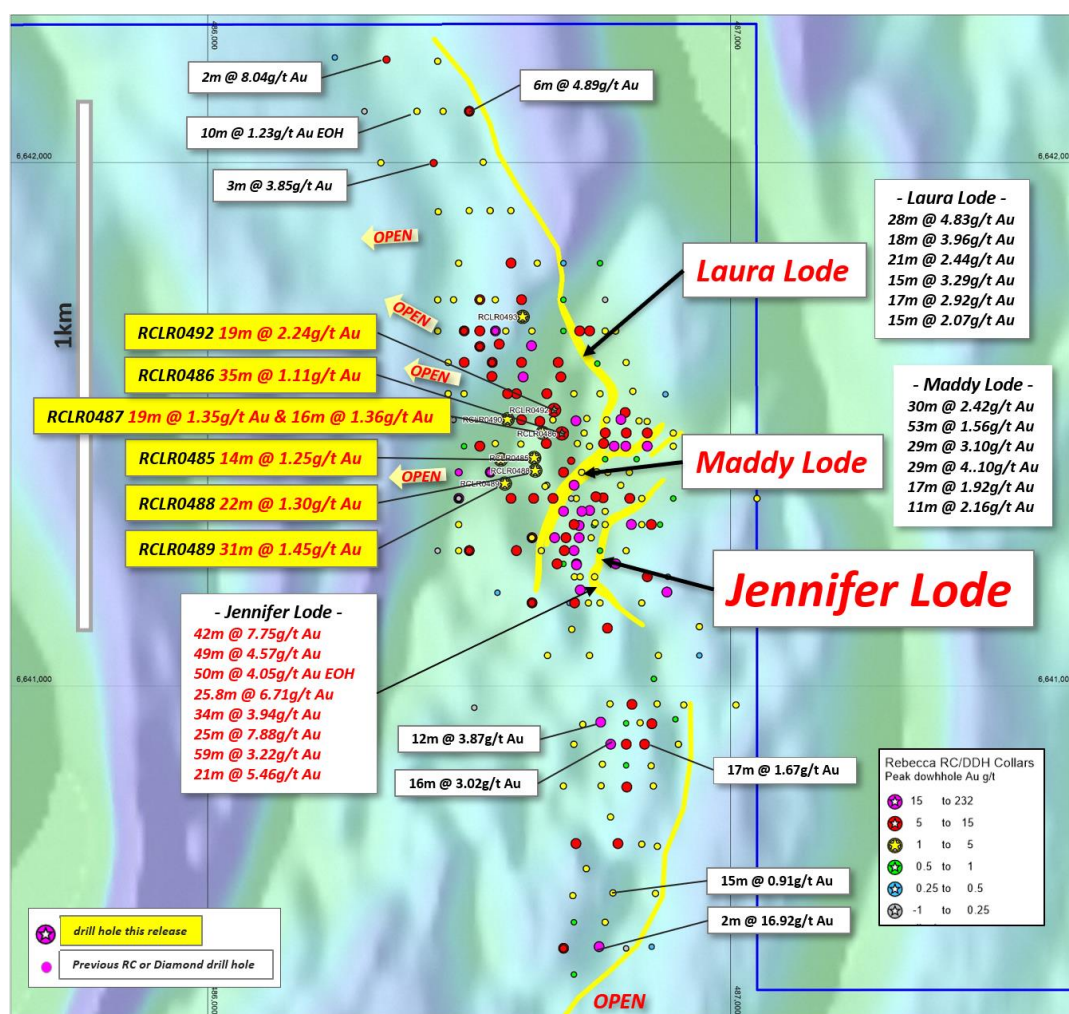 486,000
487,000
2m @ 8.04g/t Au
6m @ 4.89g/t Au
10m @ 1.23g/t Au EOH
6,642,000
6,642,000
3m @ 3.85g/t Au
- Laura Lode -
28m @ 4.83g/t Au
18m @ 3.96g/t Au
21m @ 2.44g/t Au
15m @ 3.29g/t Au
17m @ 2.92g/t Au
15m @ 2.07g/t Au
OPEN
Laura Lode
OPEN
1km
RCLR0493
RCLR0492 19m @ 2.24g/t Au
OPEN
RCLR0486 35m @ 1.11g/t Au
- Maddy Lode -
30m @ 2.42g/t Au
53m @ 1.56g/t Au
29m @ 3.10g/t Au
29m @ 4..10g/t Au
17m @ 1.92g/t Au
11m @ 2.16g/t Au
RCLR0492
RCLR0487 19m @ 1.35g/t Au & 16m @ 1.36g/t Au
RCLR0490
RCLR0486
Maddy Lode
RCLR0485 14m @ 1.25g/t Au
RCLR0485
OPEN
RCLR0488
RCLR0488 22m @ 1.30g/t Au
RCLR0489
RCLR0489 31m @ 1.45g/t Au
Jennifer Lode
- Jennifer Lode -
42m @ 7.75g/t Au
49m @ 4.57g/t Au
50m @ 4.05g/t Au EOH
25.8m @ 6.71g/t Au
34m @ 3.94g/t Au
25m @ 7.88g/t Au
59m @ 3.22g/t Au
21m @ 5.46g/t Au
6,641,000
6,641,000
12m @ 3.87g/t Au
16m @ 3.02g/t Au
17m @ 1.67g/t Au
Rebecca RC/DDH Collars
Peak dowhhole Au g/t
15 to 232
5 to 15
1 to 5
0.5 to 1
0.25 to 0.5
-1 to 0.25
15m @ 0.91g/t Au
2m @ 16.92g/t Au
drill hole this release
Previous RC or Diamond drill hole
OPEN
486,000
487,000